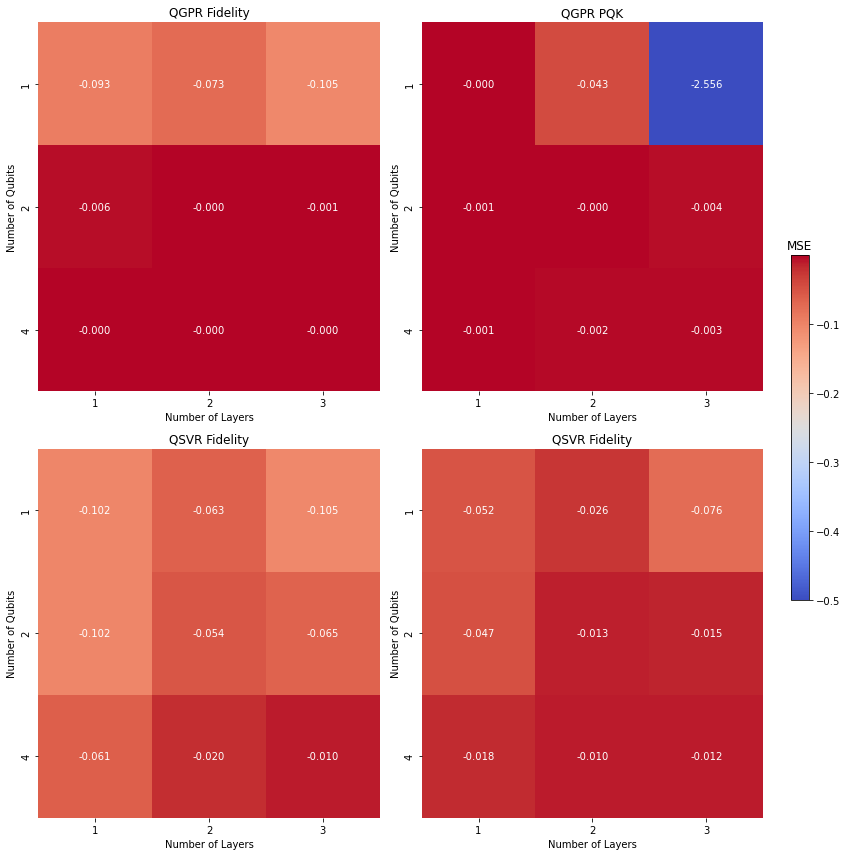 QGPR Fidelity
-0.093 -0.073 -0.105
-0.006 -0.000 -0.001
-0.000 -0.000 -0.000
1
2
4
Number of Qubits
1 2 3
Number of Layers
QGPR PQK
-0.000 -0.043 -2.556
-0.001 -0.000 -0.004
-0.001 -0.002 -0.003
1
2
4
Number of Qubits
1 2 3
Number of Layers
QSVR Fidelity
-0.102 -0.063 -0.105
-0.102 -0.054 -0.065
-0.061 -0.020 -0.010
1
2
4
Number of Qubits
1 2 3
Number of Layers
QSVR Fidelity
-0.052 -0.026 -0.076
-0.047 -0.013 -0.015
-0.018 -0.010 -0.012
1
2
4
Number of Qubits
1 2 3
Number of Layers
MSE
−0.1
−0.2
−0.3
−0.4
−0.5